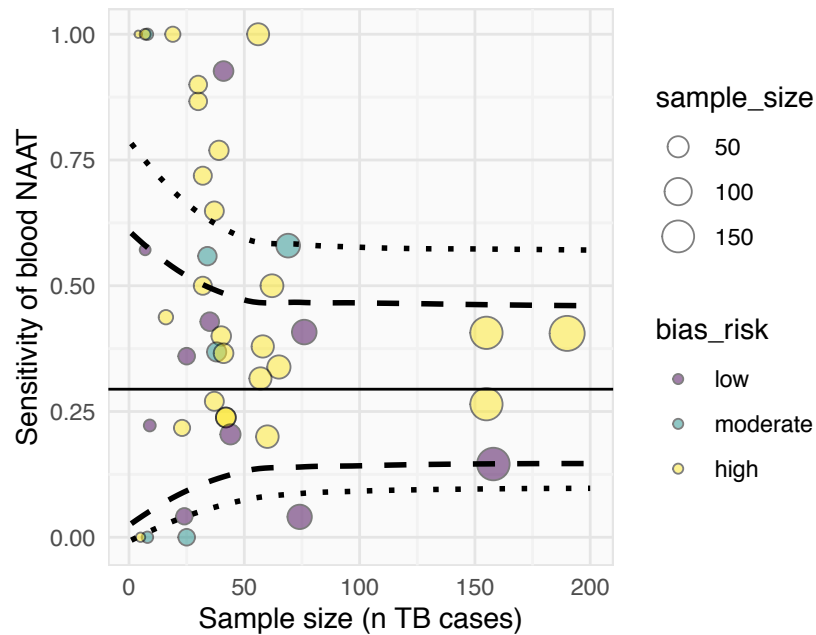 1.00
0.75
0.50
0.25
0.00
Sensitivity of blood NAAT
0 50 100 150 200
Sample size (n TB cases)
sample_size
50
100
150
bias_risk
low
moderate
high